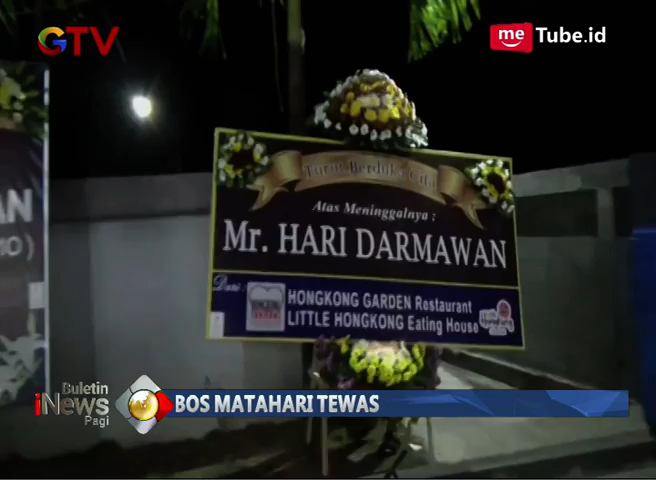 GTV
me Tube.id
Turut Berduka Cita
Atas Meninggalnya :
Mr. HARI DARMAWAN
Dari :
HONGKONG GARDEN Restaurant
LITTLE HONGKONG Eating House
AN
MO )
Buletin
iNews
Pagi
BOS MATAHARI TEWAS